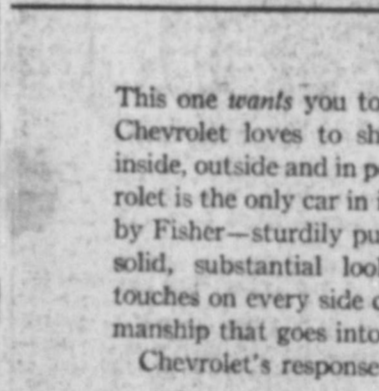 This one wants you to
Chevrolet loves to sh
inside, outside and in p
rolet is the only car in i
by Fisher—sturdily pu
solid, substantial loo
touches on every side o
manship that goes into
Chevrolet's response